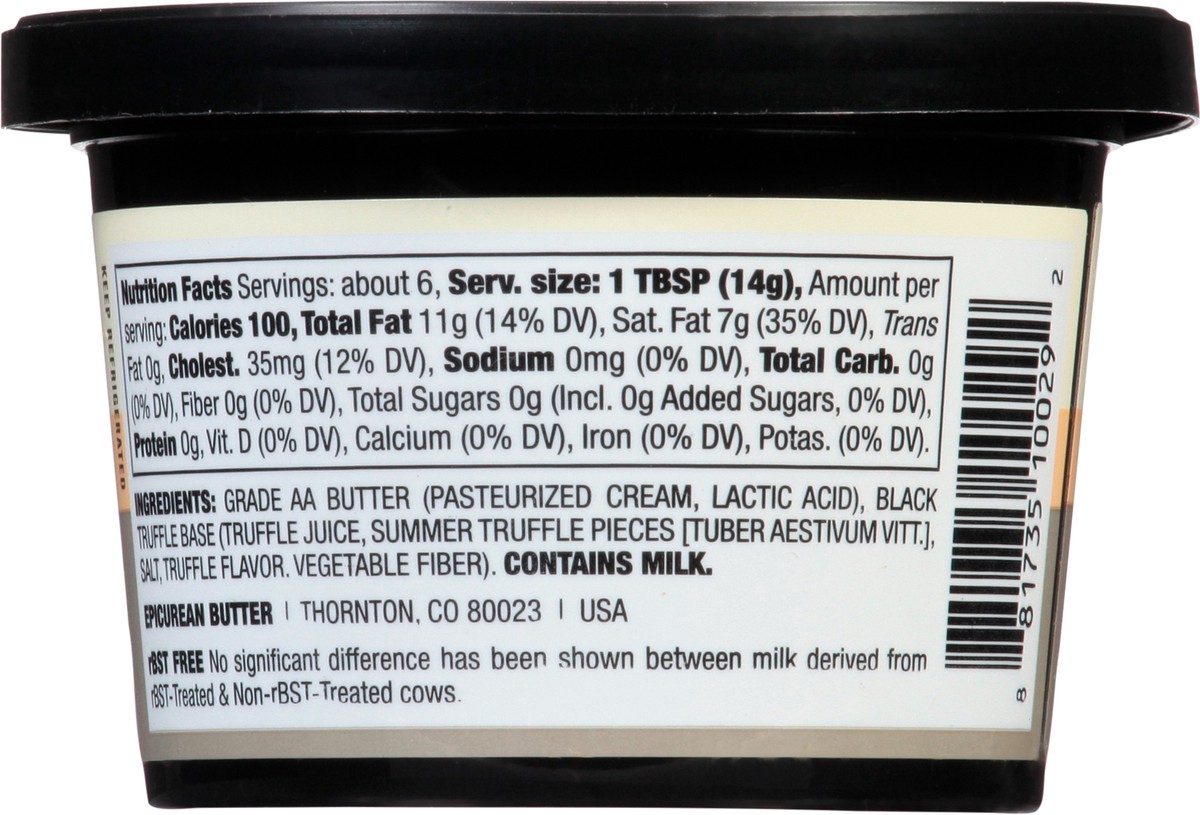 KEEP REFRIGERATED
Nutrition Facts Servings: about 6, Serv. size: 1 TBSP (14g), Amount per
serving: Calories 100, Total Fat 11g (14% DV), Sat. Fat 7g (35% DV), Trans
Fat 0g, Cholest. 35mg (12% DV), Sodium 0mg (0% DV), Total Carb. 0g
(0% DV), Fiber 0g (0% DV), Total Sugars 0g (Incl. 0g Added Sugars, 0% DV),
Protein 0g, Vit. D (0% DV), Calcium (0% DV), Iron (0% DV), Potas. (0% DV).
INGREDIENTS: GRADE AA BUTTER (PASTEURIZED CREAM, LACTIC ACID), BLACK
TRUFFLE BASE (TRUFFLE JUICE, SUMMER TRUFFLE PIECES [TUBER AESTIVUM VITT.],
SALT, TRUFFLE FLAVOR. VEGETABLE FIBER). CONTAINS MILK.
EPICUREAN BUTTER | THORNTON, CO 80023 | USA
rBST FREE No significant difference has been shown between milk derived from
rBST-Treated & Non-rBST-Treated cows.
8 81735 10029 2